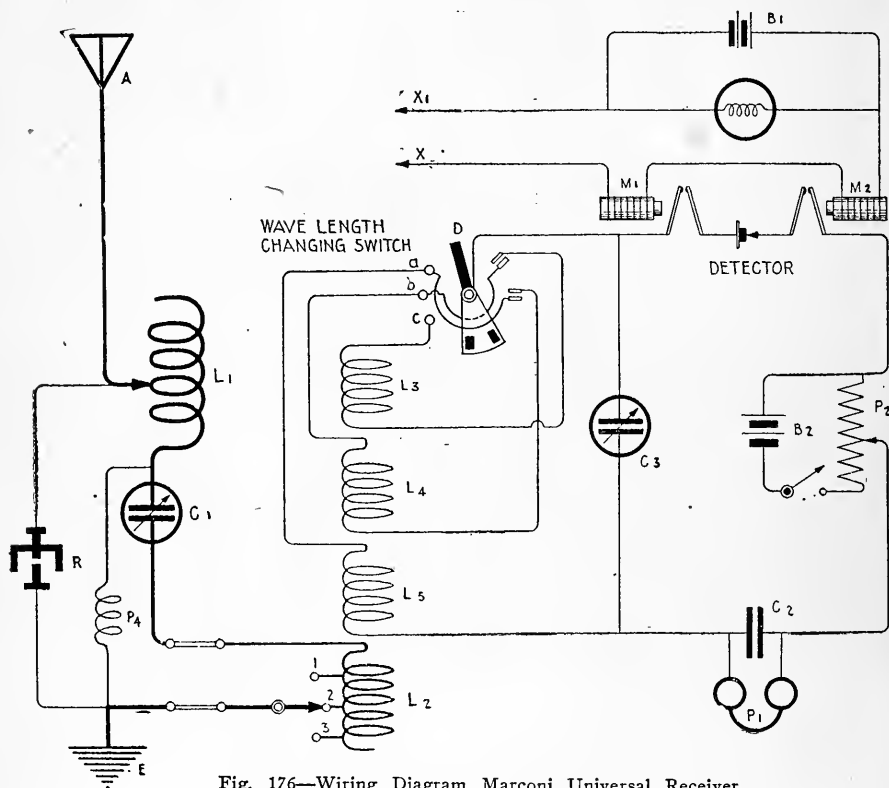 B1
A
X1
X
M1
M2
WAVE LENGTH
CHANGING SWITCH
D
a
b
c
DETECTOR
L1
L3
P2
B2
C3
L4
C1
R
P4
L5
C2
1
2
3
L2
P1
E
Fig. 176—Wiring Diagram Marconi Universal Receiver